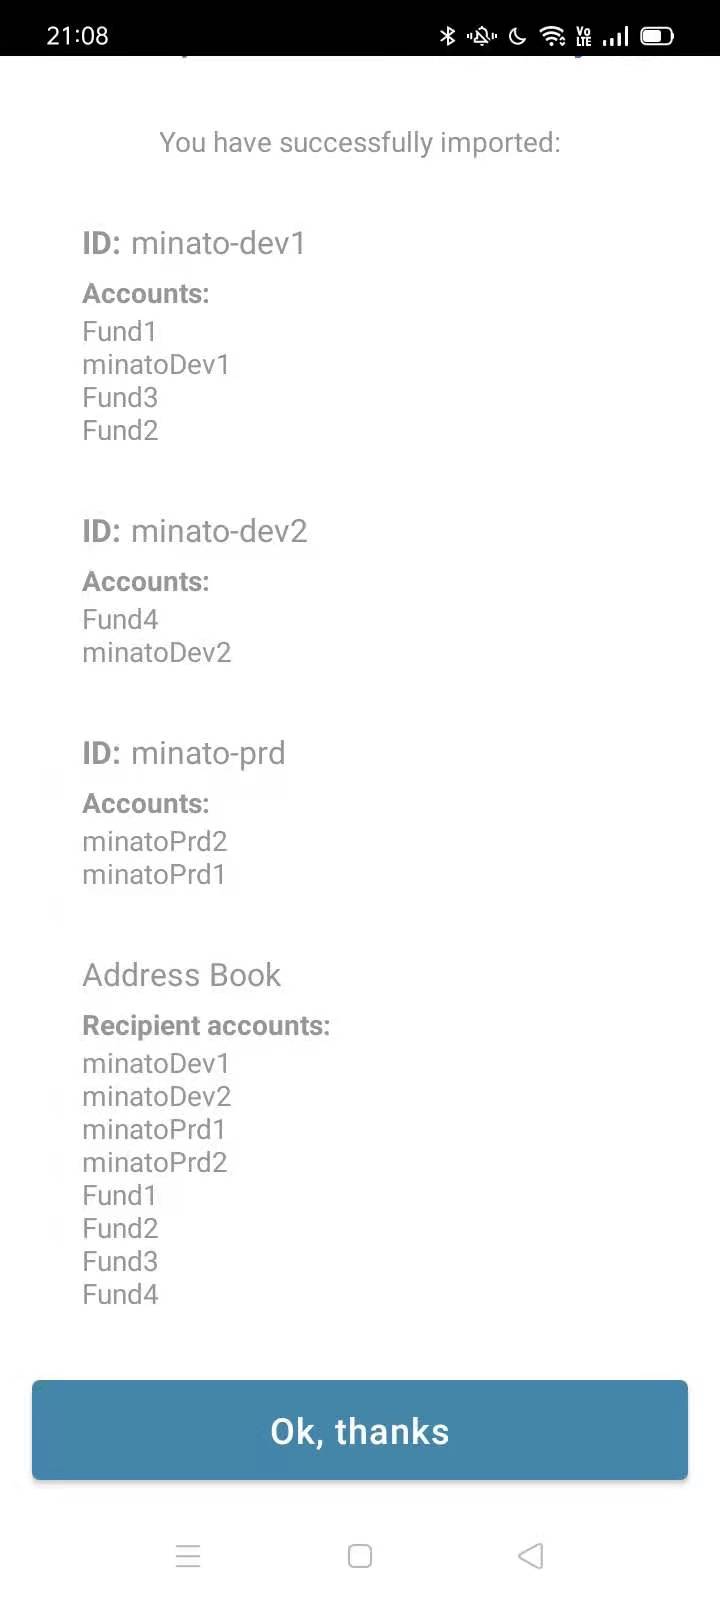 21:08
Vo
LTE
You have successfully imported:
ID: minato-dev1
Accounts:
Fund1
minatoDev1
Fund3
Fund2
ID: minato-dev2
Accounts:
Fund4
minatoDev2
ID: minato-prd
Accounts:
minatoPrd2
minatoPrd1
Address Book
Recipient accounts:
minatoDev1
minatoDev2
minatoPrd1
minatoPrd2
Fund1
Fund2
Fund3
Fund4
Ok, thanks